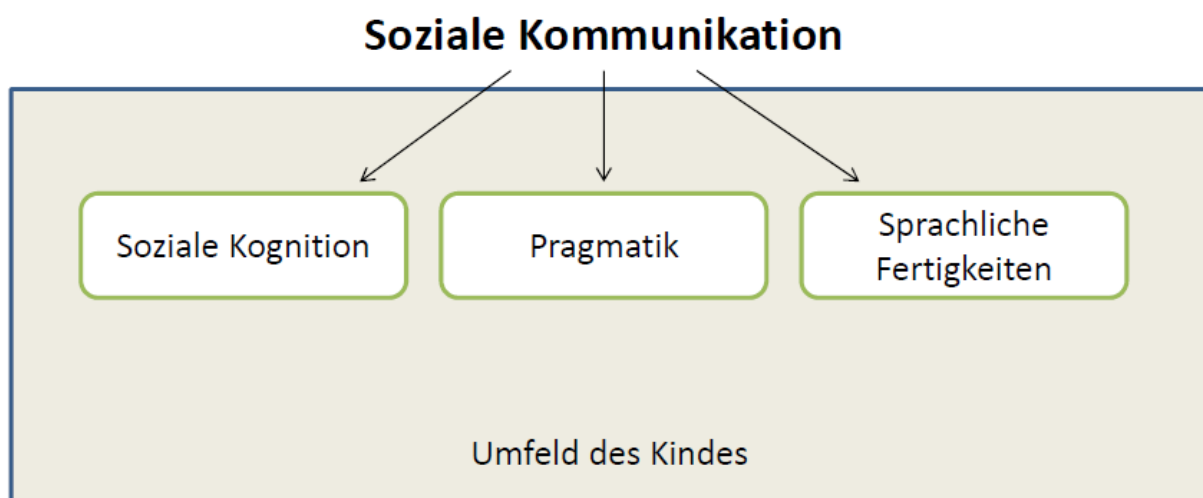 Soziale Kommunikation
Soziale Kognition
Pragmatik
Sprachliche
Fertigkeiten
Umfeld des Kindes